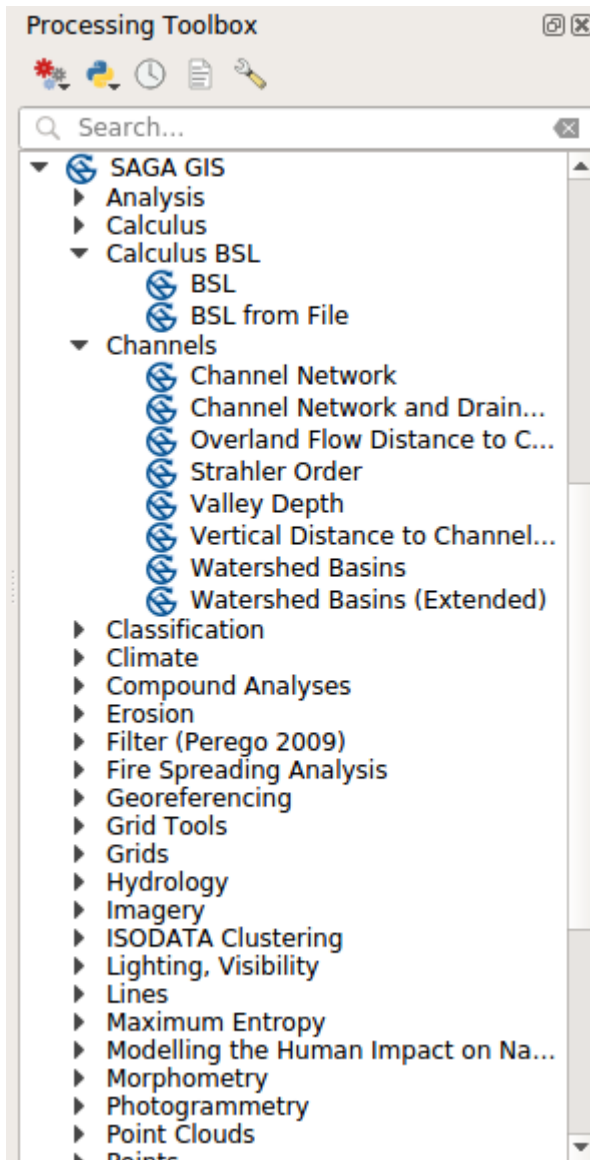 Processing Toolbox
Search...
SAGA GIS
Analysis
Calculus
Calculus BSL
BSL
BSL from File
Channels
Channel Network
Channel Network and Drain...
Overland Flow Distance to C...
Strahler Order
Valley Depth
Vertical Distance to Channel...
Watershed Basins
Watershed Basins (Extended)
Classification
Climate
Compound Analyses
Erosion
Filter (Perego 2009)
Fire Spreading Analysis
Georeferencing
Grid Tools
Grids
Hydrology
Imagery
ISODATA Clustering
Lighting, Visibility
Lines
Maximum Entropy
Modelling the Human Impact on Na...
Morphometry
Photogrammetry
Point Clouds
Points